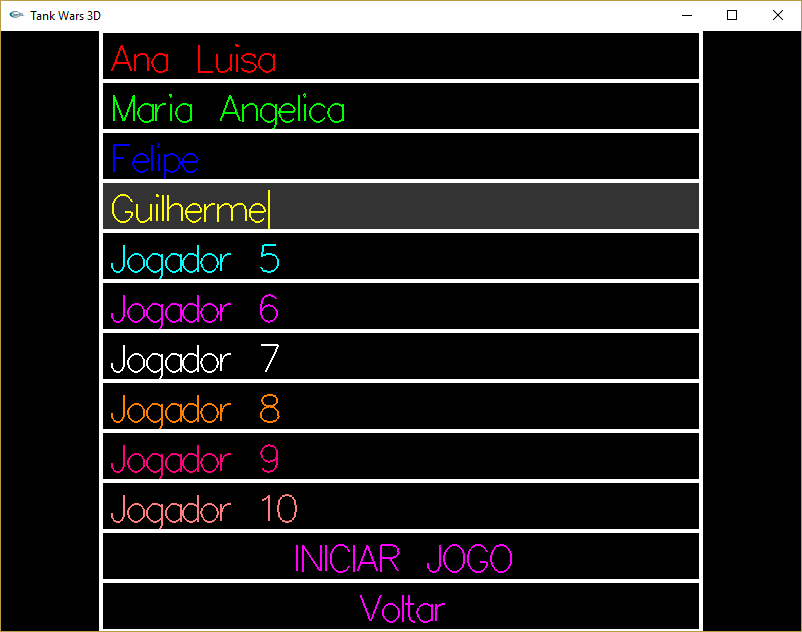 Tank Wars 3D
Ana Luisa
Maria Angelica
Felipe
Guilherme
Jogador 5
Jogador 6
Jogador 7
Jogador 8
Jogador 9
Jogador 10
INICIAR JOGO
Voltar